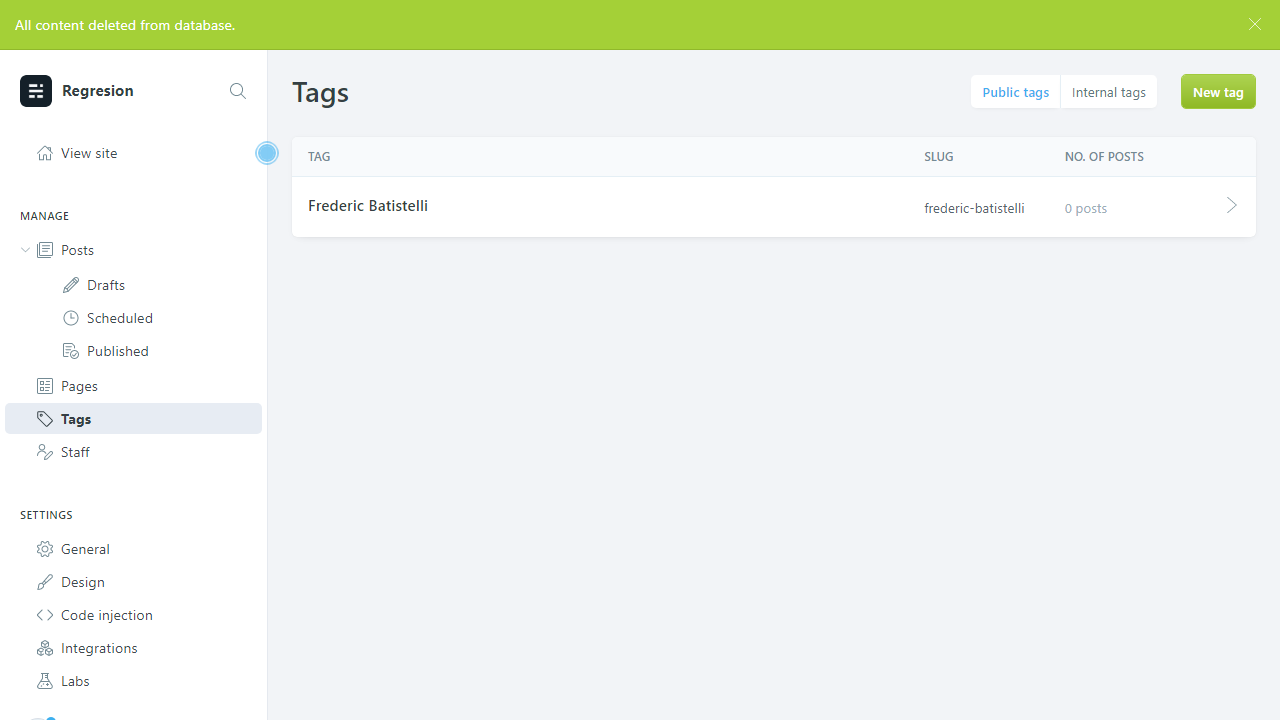 All content deleted from database.
Regresion
View site
MANAGE
Posts
Drafts
Scheduled
Published
Pages
Tags
Staff
SETTINGS
General
Design
Code injection
Integrations
Labs
Tags
Public tags
Internal tags
New tag
TAG
SLUG
NO. OF POSTS
Frederic Batistelli
frederic-batistelli
0 posts